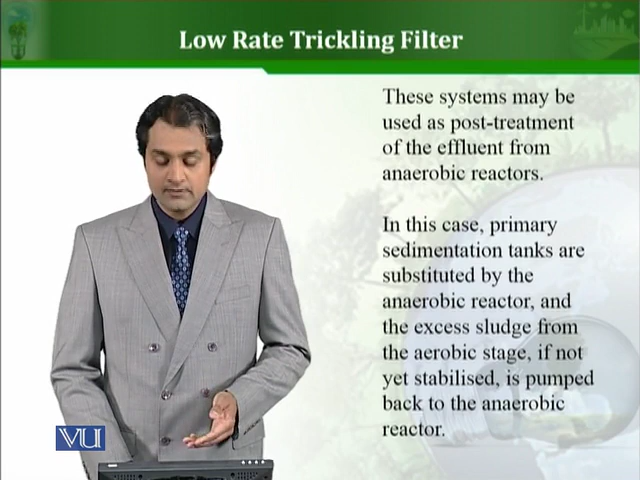 Low Rate Trickling Filter
These systems may be
used as post-treatment
of the effluent from
anaerobic reactors.
In this case, primary
sedimentation tanks are
substituted by the
anaerobic reactor, and
the excess sludge from
the aerobic stage, if not
yet stabilised, is pumped
back to the anaerobic
reactor.
VU